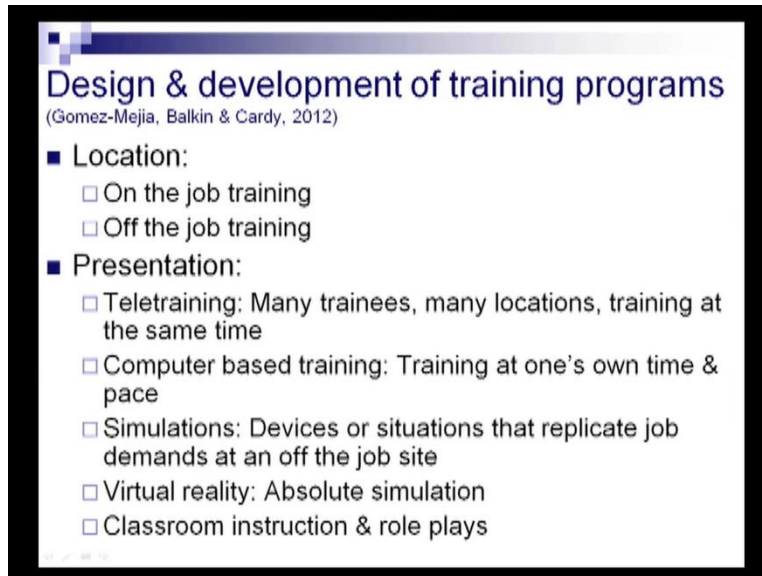 Design & development of training programs
(Gomez-Mejia, Balkin & Cardy, 2012)
Location:
On the job training
Off the job training
Presentation:
Teletraining: Many trainees, many locations, training at
the same time
Computer based training: Training at one's own time &
pace
Simulations: Devices or situations that replicate job
demands at an off the job site
Virtual reality: Absolute simulation
Classroom instruction & role plays